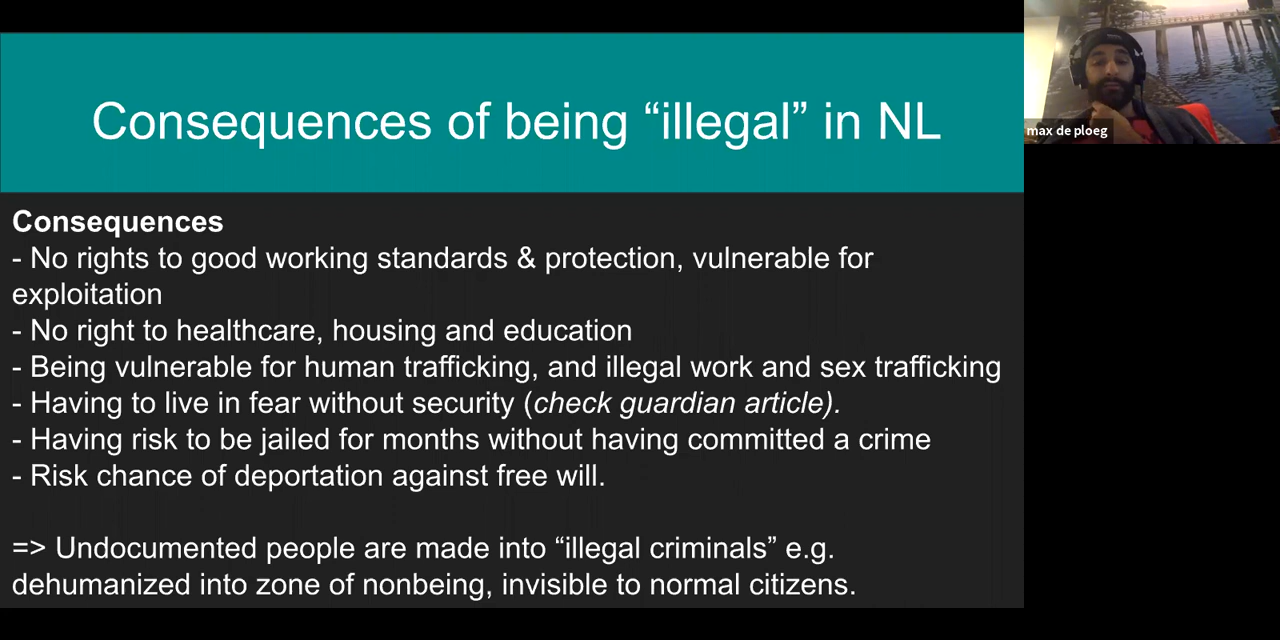 Consequences of being “illegal” in NL
max de ploeg
Consequences
- No rights to good working standards & protection, vulnerable for
exploitation
- No right to healthcare, housing and education
- Being vulnerable for human trafficking, and illegal work and sex trafficking
- Having to live in fear without security (check guardian article).
- Having risk to be jailed for months without having committed a crime
- Risk chance of deportation against free will.
=> Undocumented people are made into “illegal criminals” e.g.
dehumanized into zone of nonbeing, invisible to normal citizens.